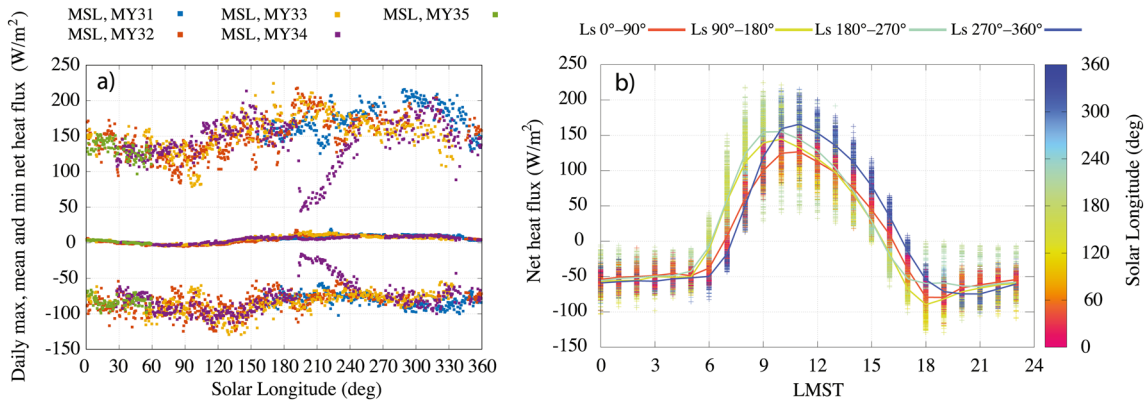 MSL, MY31 MSL, MY33 MSL, MY35
MSL, MY32 MSL, MY34
Daily max, mean and min net heat flux (W/m²)
a)
250
200
150
100
50
0
-50
-100
-150
0 30 60 90 120 150 180 210 240 270 300 330 360
Solar Longitude (deg)
Ls 0°–90° Ls 90°–180° Ls 180°–270° Ls 270°–360°
Net heat flux (W/m²)
b)
250
200
150
100
50
0
-50
-100
-150
0 3 6 9 12 15 18 21 24
LMST
360
300
240
180
120
60
0
Solar Longitude (deg)